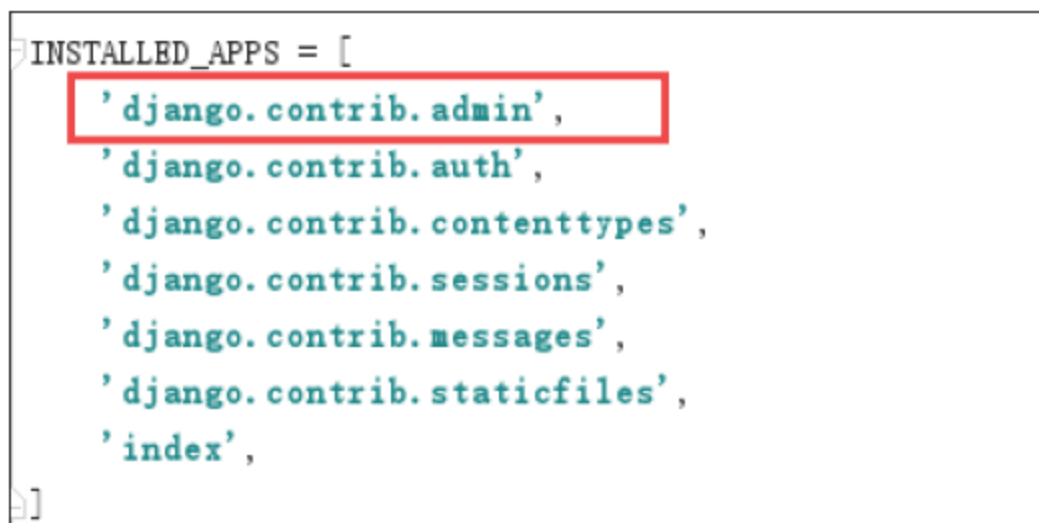 INSTALLED_APPS = [
'django.contrib.admin',
'django.contrib.auth',
'django.contrib.contenttypes',
'django.contrib.sessions',
'django.contrib.messages',
'django.contrib.staticfiles',
'index',
]